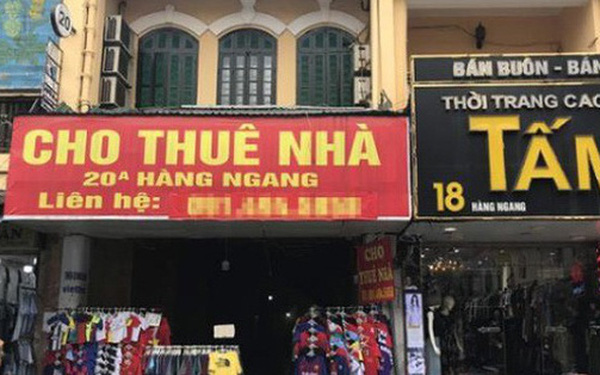 20
CHO THUÊ NHÀ
20A HÀNG NGANG
Liên hệ:
CHO
THUÊ NHÀ
BÁN BUÔN - BÁN
THỜI TRANG CAO
TẤM
18 HÀNG NGANG